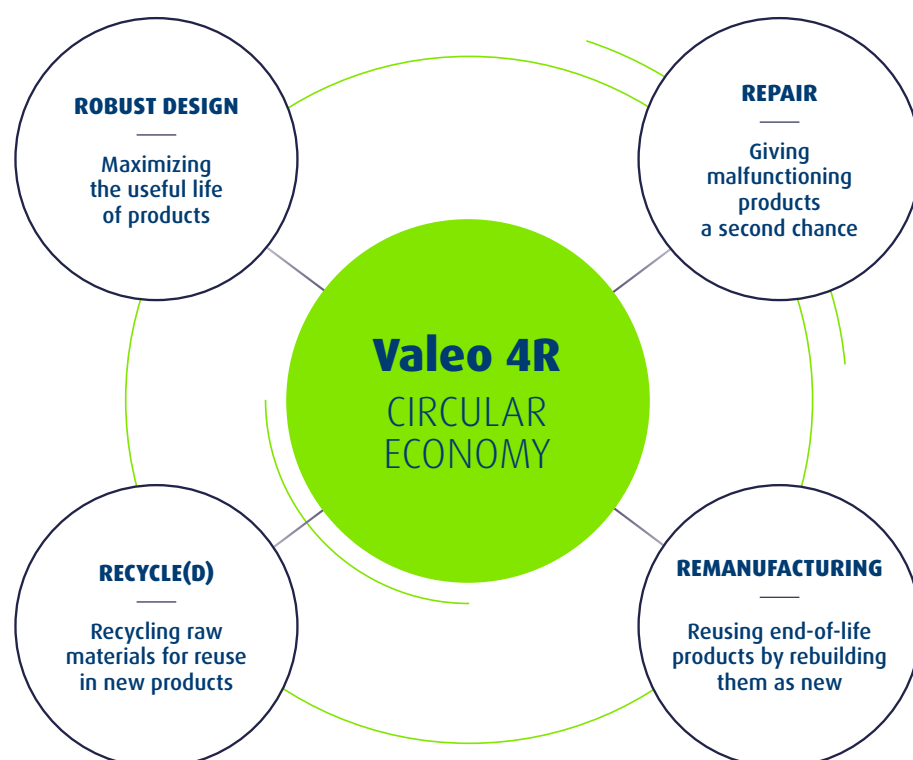 ROBUST DESIGN
Maximizing
the useful life
of products
REPAIR
Giving
malfunctioning
products
a second chance
Valeo 4R
CIRCULAR
ECONOMY
RECYCLE(D)
Recycling raw
materials for reuse
in new products
REMANUFACTURING
Reusing end-of-life
products by rebuilding
them as new